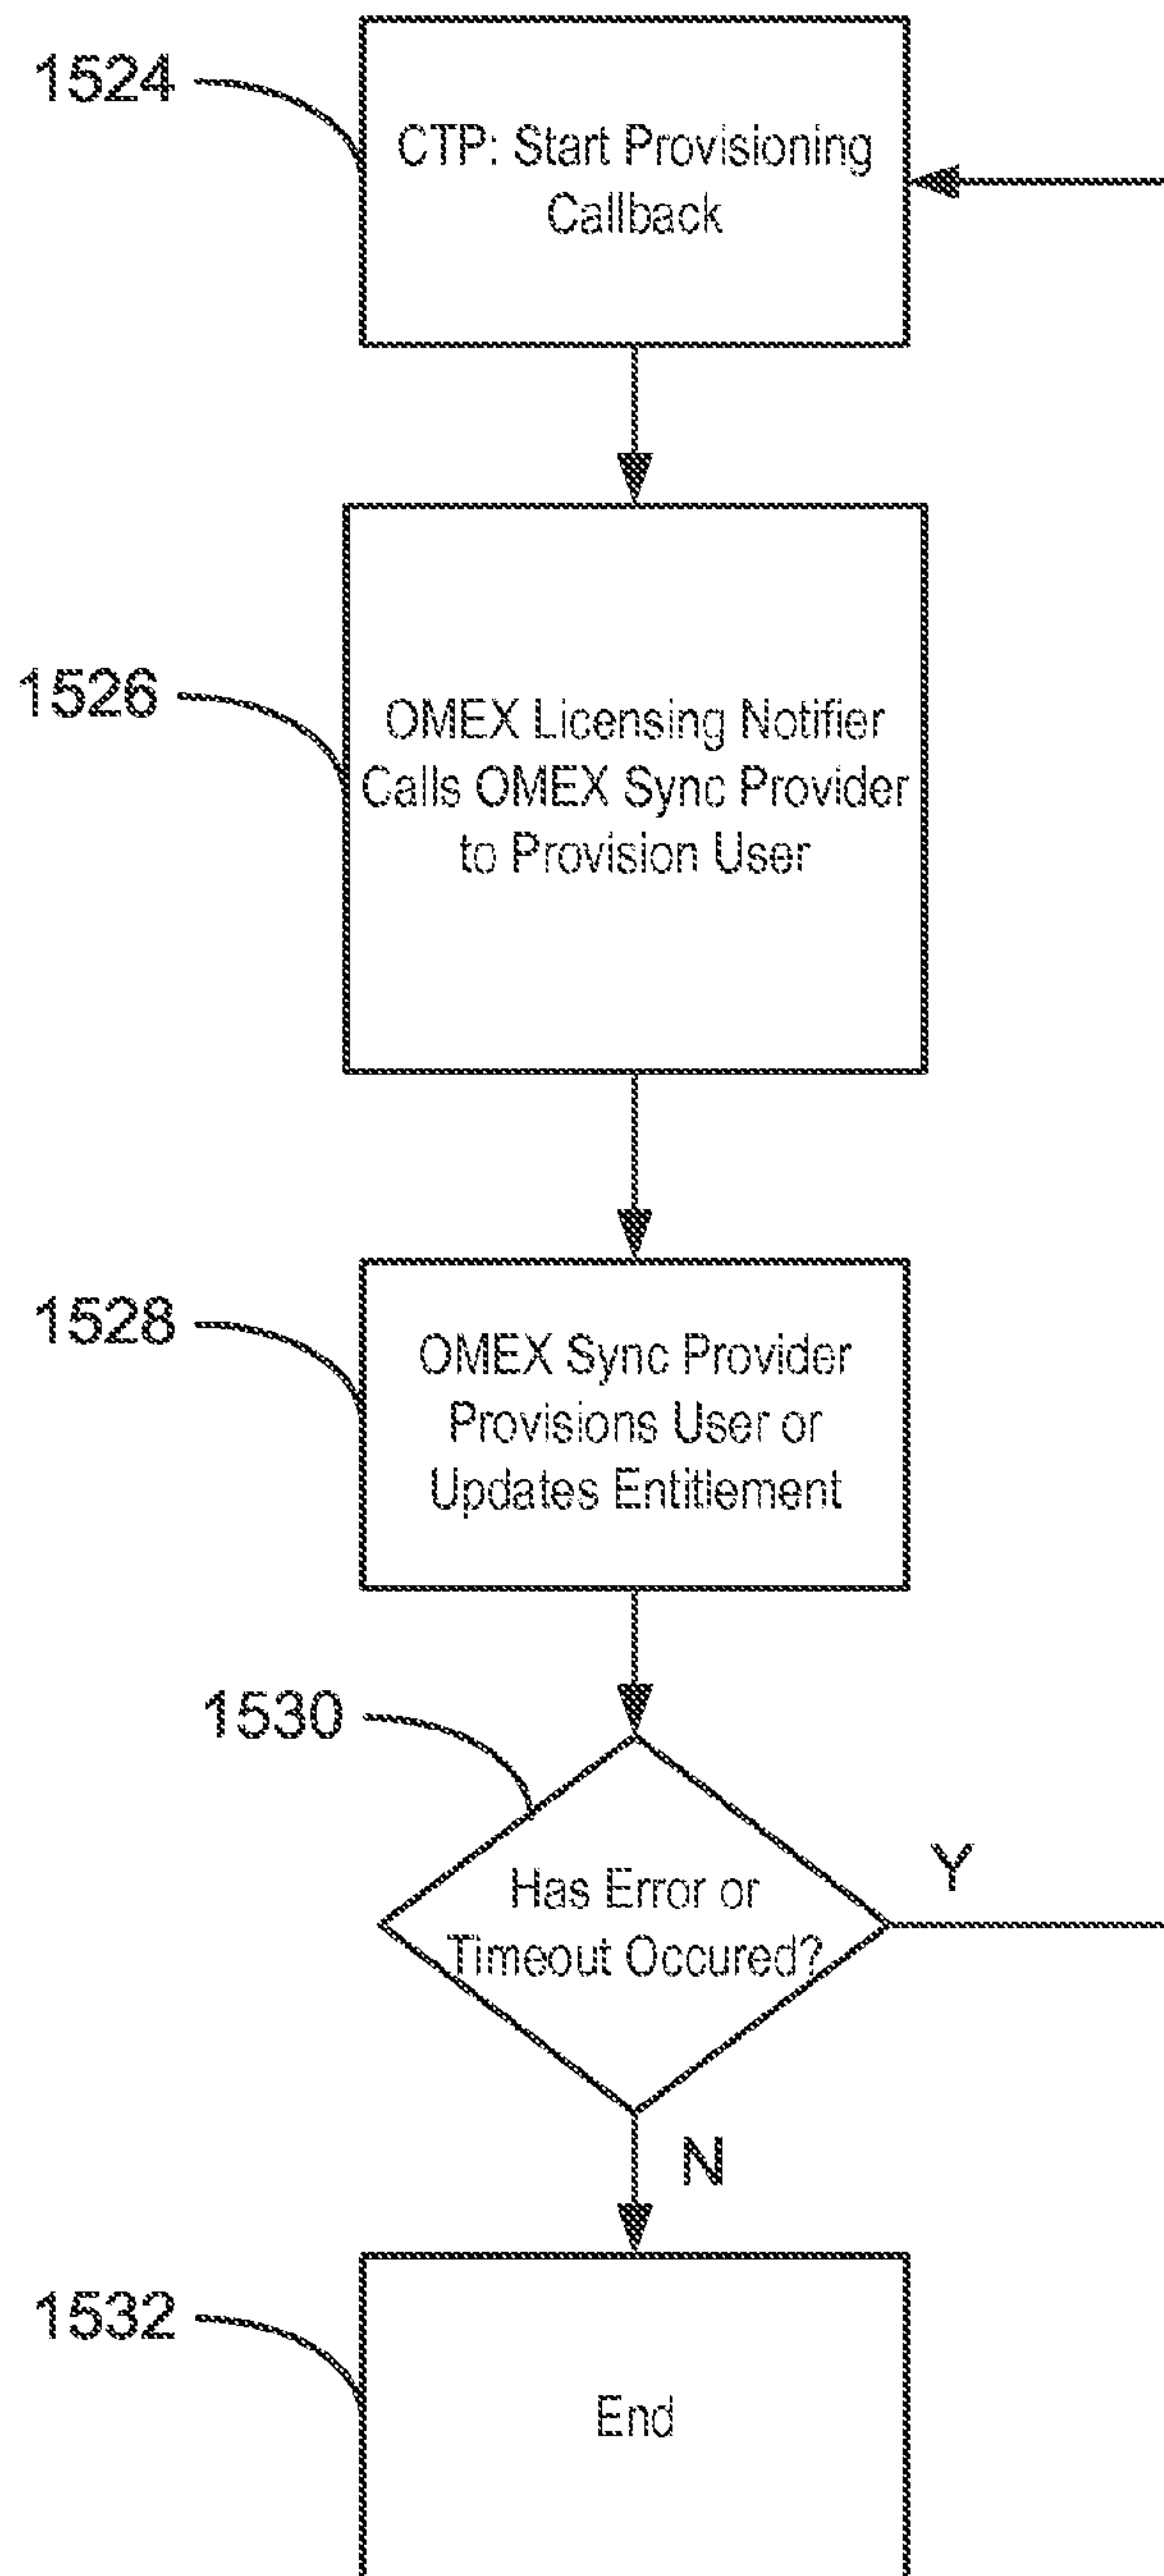 1524
CTP: Start Provisioning
Callback
1526
OMEX Licensing Notifier
Calls OMEX Sync Provider
to Provision User
1528
OMEX Sync Provider
Provisions User or
Updates Entitlement
1530
Has Error or
Timeout Occured?
Y
N
1532
End